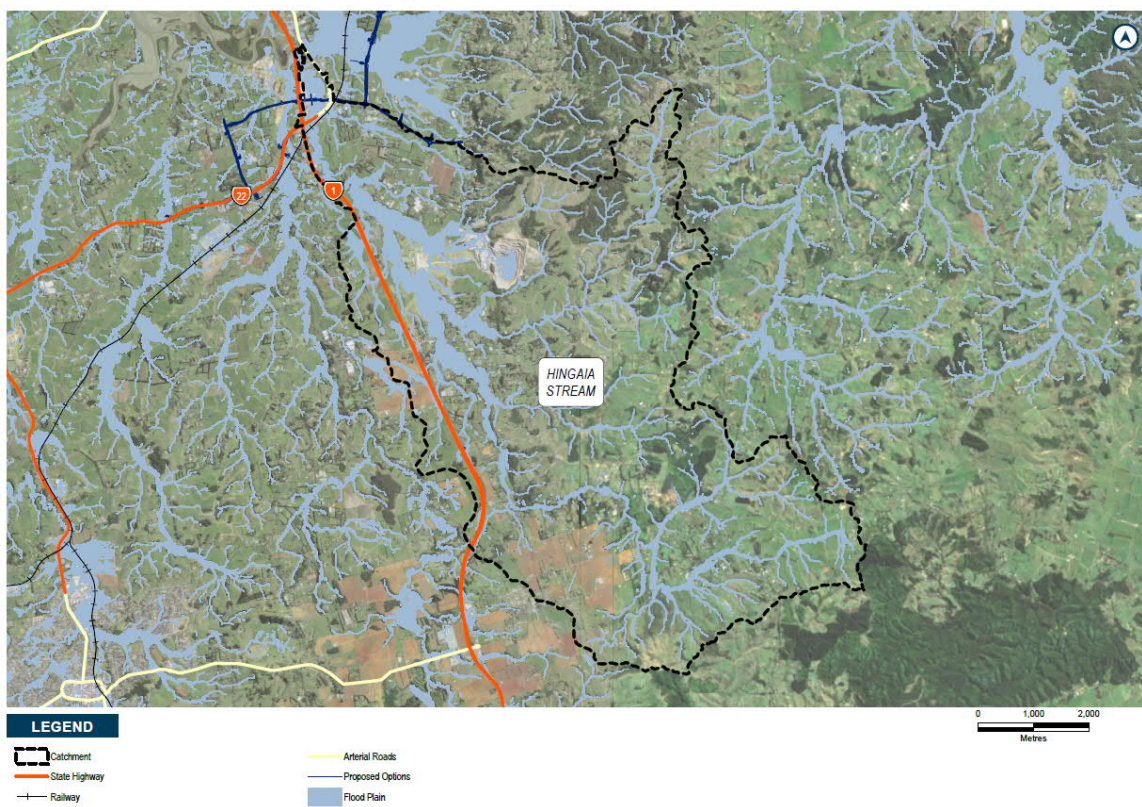 22
1
HINGAIA
STREAM
LEGEND
Catchment
State Highway
Railway
Arterial Roads
Proposed Options
Flood Plain
0 1,000 2,000
Metres